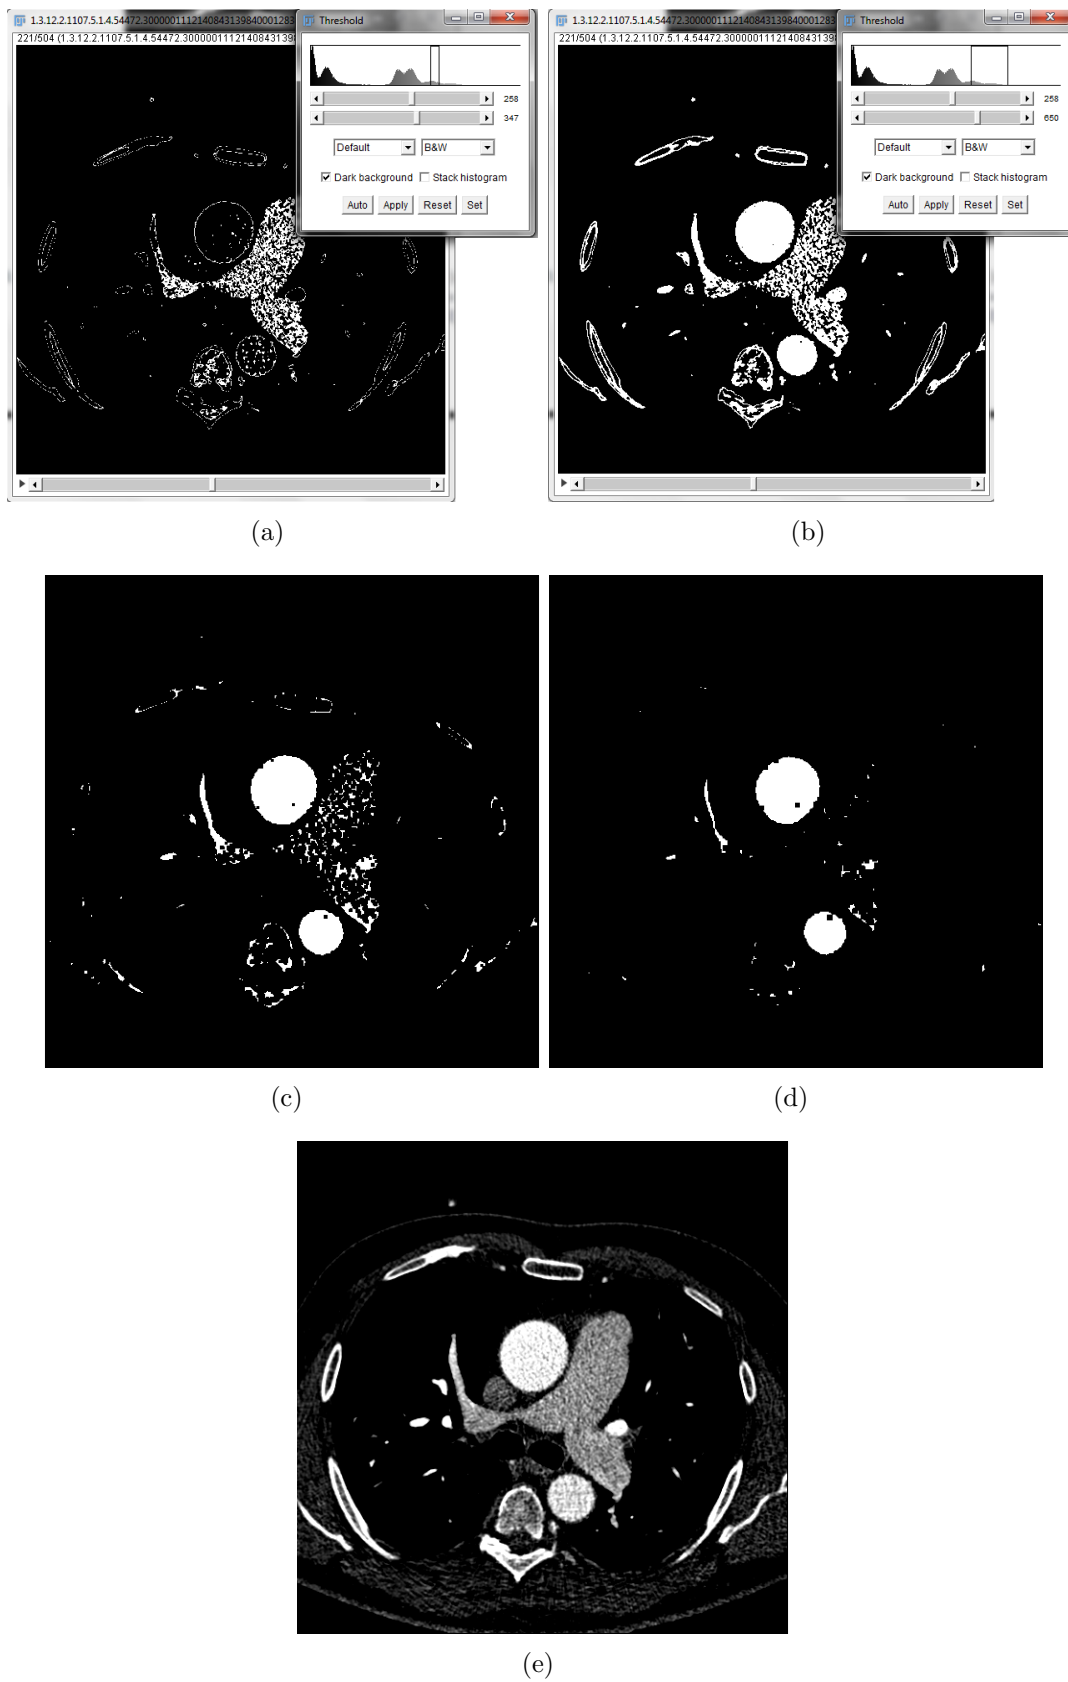 1.3.12.2.1107.5.1.4.54472.3000001112140843139840001283
Threshold
221/504 (1.3.12.2.1107.5.1.4.54472.3000001112140843139
258
347
Default
B&W
Dark background
Stack histogram
Auto
Apply
Reset
Set
(a)
1.3.12.2.1107.5.1.4.54472.3000001112140843139840001283
Threshold
221/504 (1.3.12.2.1107.5.1.4.54472.30000011121408431398
258
650
Default
B&W
Dark background
Stack histogram
Auto
Apply
Reset
Set
(b)
(c)
(d)
(e)